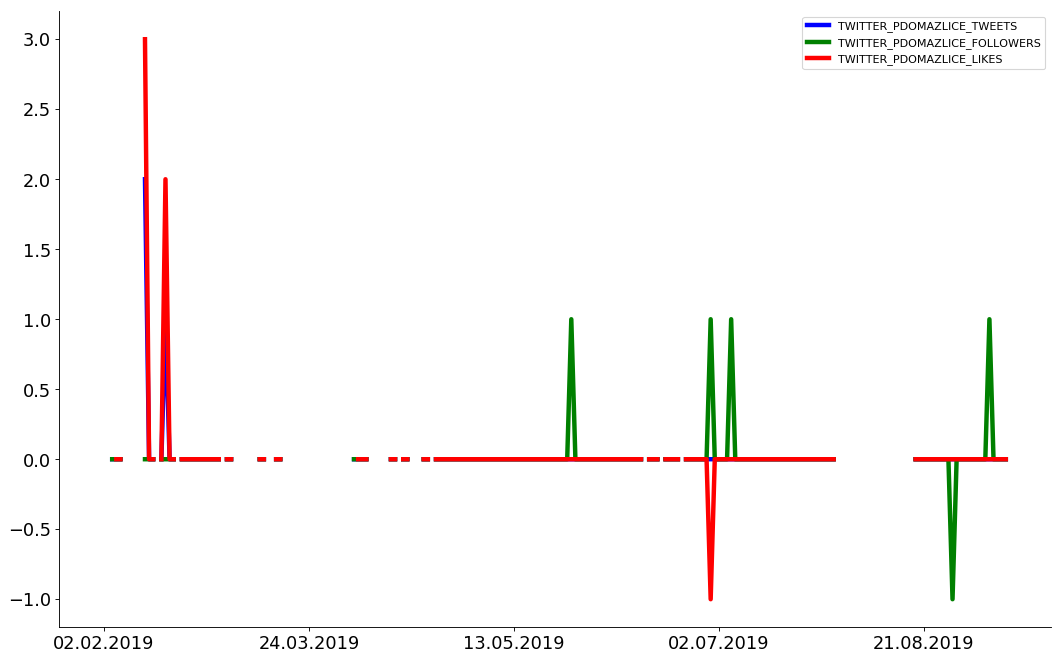 TWITTER_PDOMAZLICE_TWEETS
TWITTER_PDOMAZLICE_FOLLOWERS
TWITTER_PDOMAZLICE_LIKES
3.0
2.5
2.0
1.5
1.0
0.5
0.0
−0.5
−1.0
02.02.2019 24.03.2019 13.05.2019 02.07.2019 21.08.2019